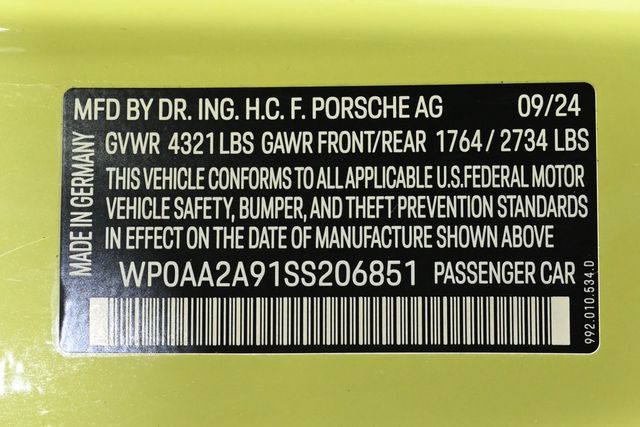 MFD BY DR. ING. H.C. F. PORSCHE AG 09/24
GVWR 4321 LBS GAWR FRONT/REAR 1764 / 2734 LBS
THIS VEHICLE CONFORMS TO ALL APPLICABLE U.S. FEDERAL MOTOR
VEHICLE SAFETY, BUMPER, AND THEFT PREVENTION STANDARDS
IN EFFECT ON THE DATE OF MANUFACTURE SHOWN ABOVE
WP0AA2A91SS206851 PASSENGER CAR
MADE IN GERMANY
992.010.534.0